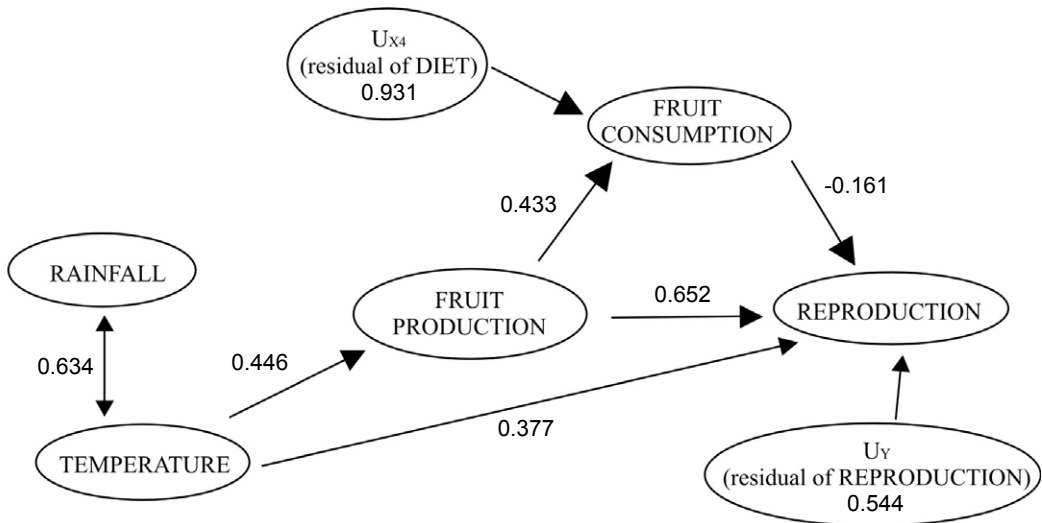 UX4
(residual of DIET)
0.931
FRUIT
CONSUMPTION
-0.161
0.433
RAINFALL
FRUIT
PRODUCTION
0.652
REPRODUCTION
0.634
0.446
0.377
TEMPERATURE
UY
(residual of REPRODUCTION)
0.544